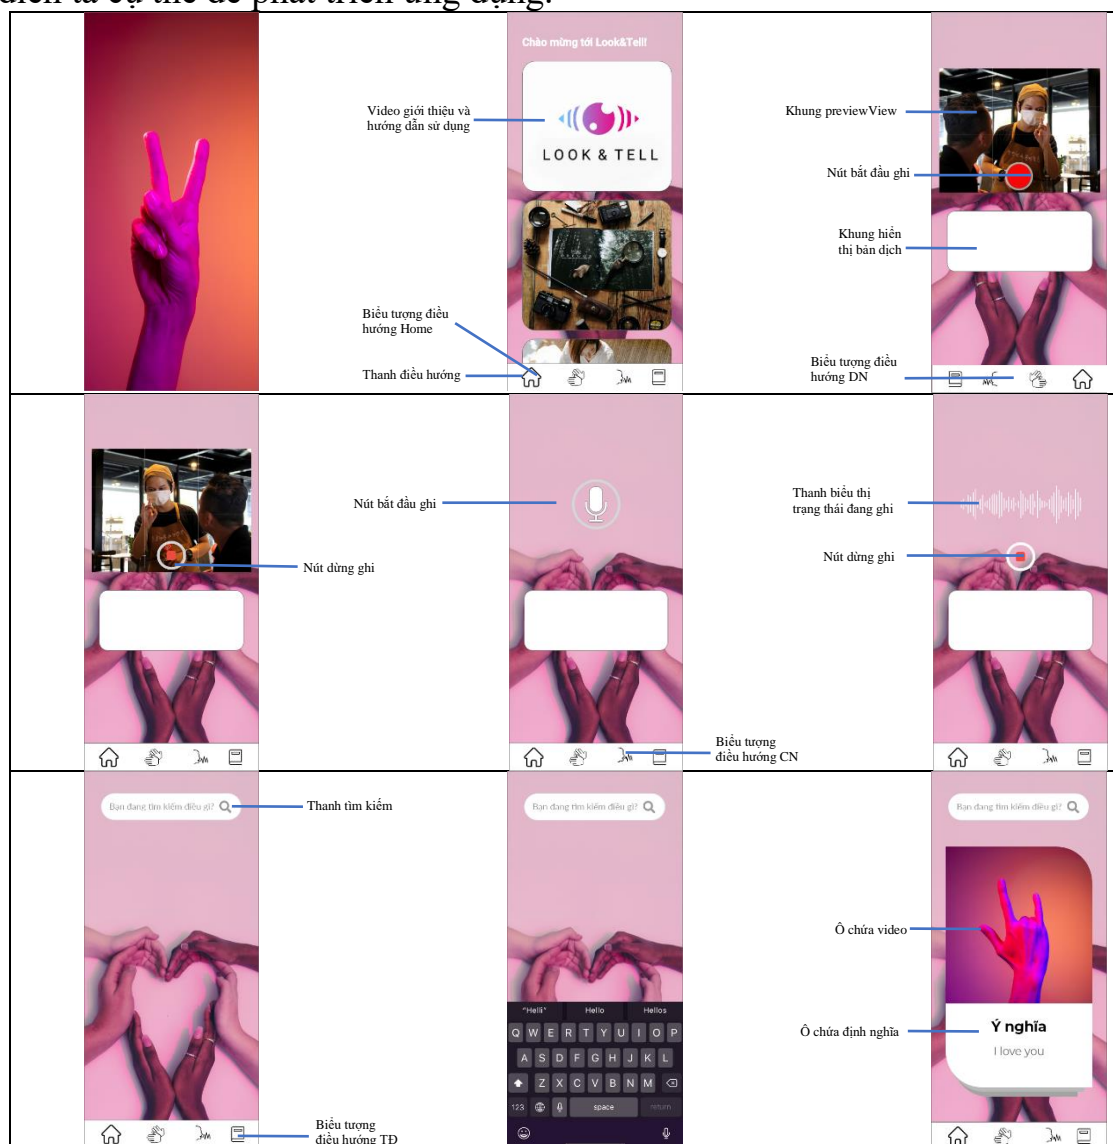 diễn tả cụ thể để phát triển ứng dụng.
Chào mừng tới Look&Tell!
Video giới thiệu và
hướng dẫn sử dụng
LOOK & TELL
Biểu tượng điều
hướng Home
Thanh điều hướng
Khung previewView
Nút bắt đầu ghi
Khung hiển
thị bản dịch
Biểu tượng điều
hướng DN
Nút dừng ghi
Nút bắt đầu ghi
Biểu tượng
điều hướng CN
Thanh biểu thị
trạng thái đang ghi
Nút dừng ghi
Bạn đang tìm kiếm điều gì?
Thanh tìm kiếm
Biểu tượng
điều hướng TĐ
Bạn đang tìm kiếm điều gì?
"Helli" Hello Hellos
Q W E R T Y U I O P
A S D F G H J K L
Z X C V B N M
123 space return
Bạn đang tìm kiếm điều gì?
Ô chứa video
Ô chứa định nghĩa
Ý nghĩa
I love you